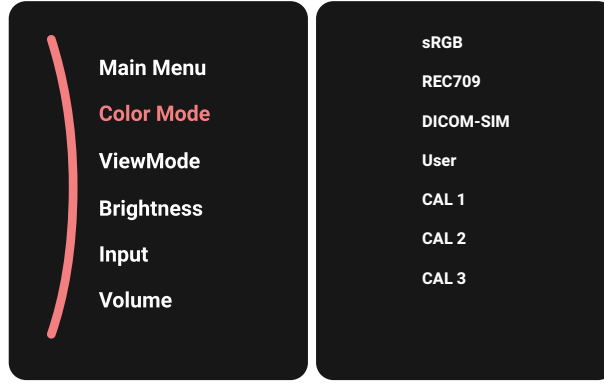 Main Menu
Color Mode
ViewMode
Brightness
Input
Volume
sRGB
REC709
DICOM-SIM
User
CAL 1
CAL 2
CAL 3